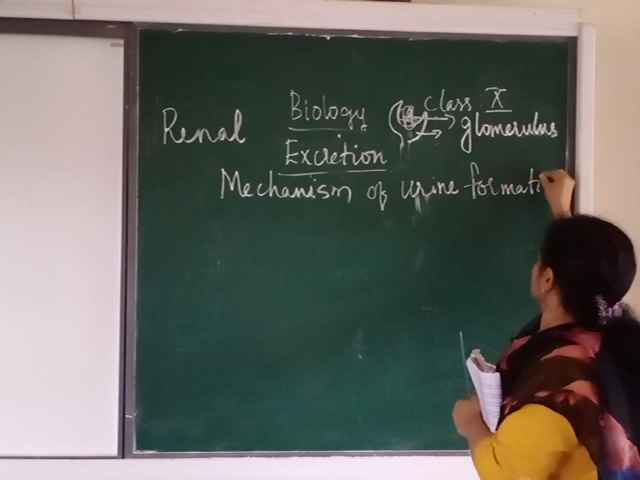 Biology Class X
Renal glomerulus
Excretion
Mechanism of urine formati